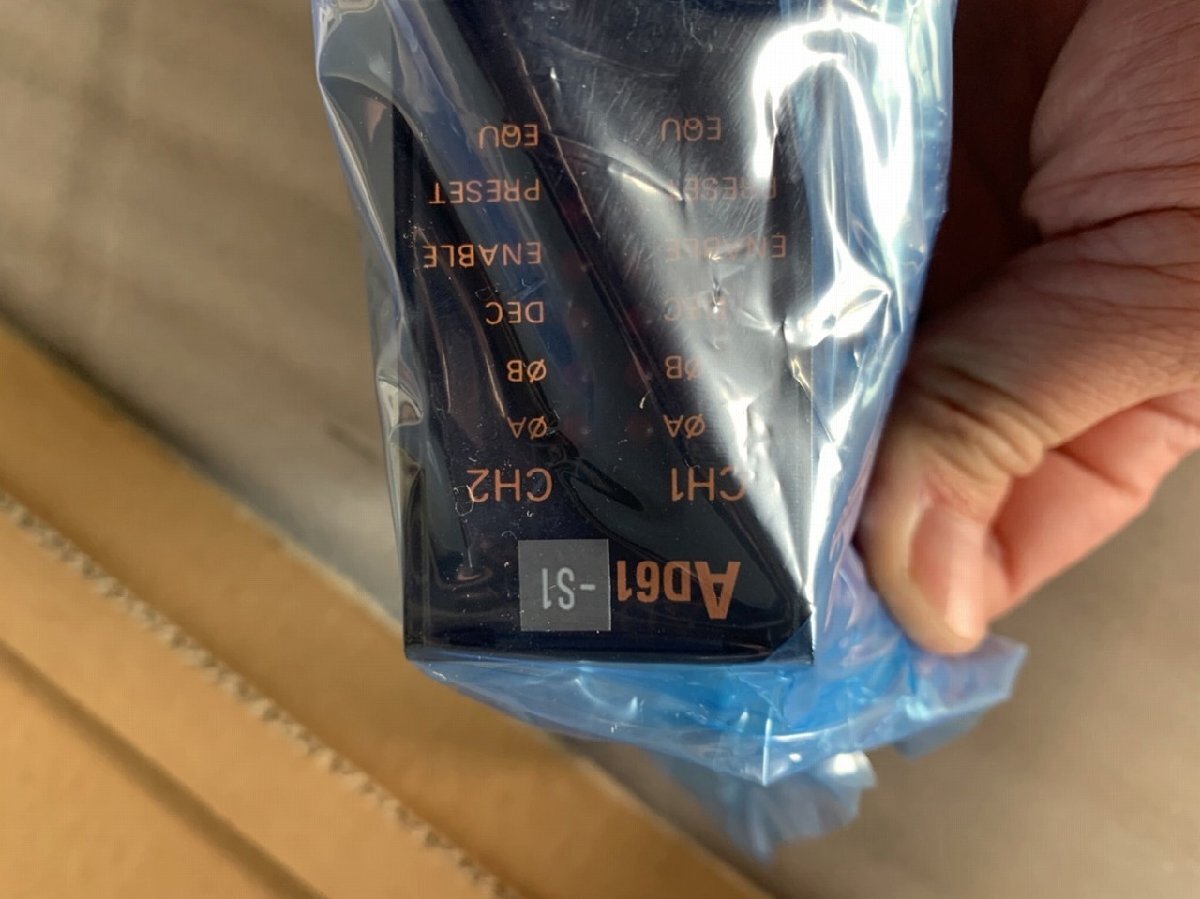 AD61-S1
CH1 CH2
ØA ØA
ØB ØB
DEC DEC
ENABLE ENABLE
PRESET PRESET
EQU EQU